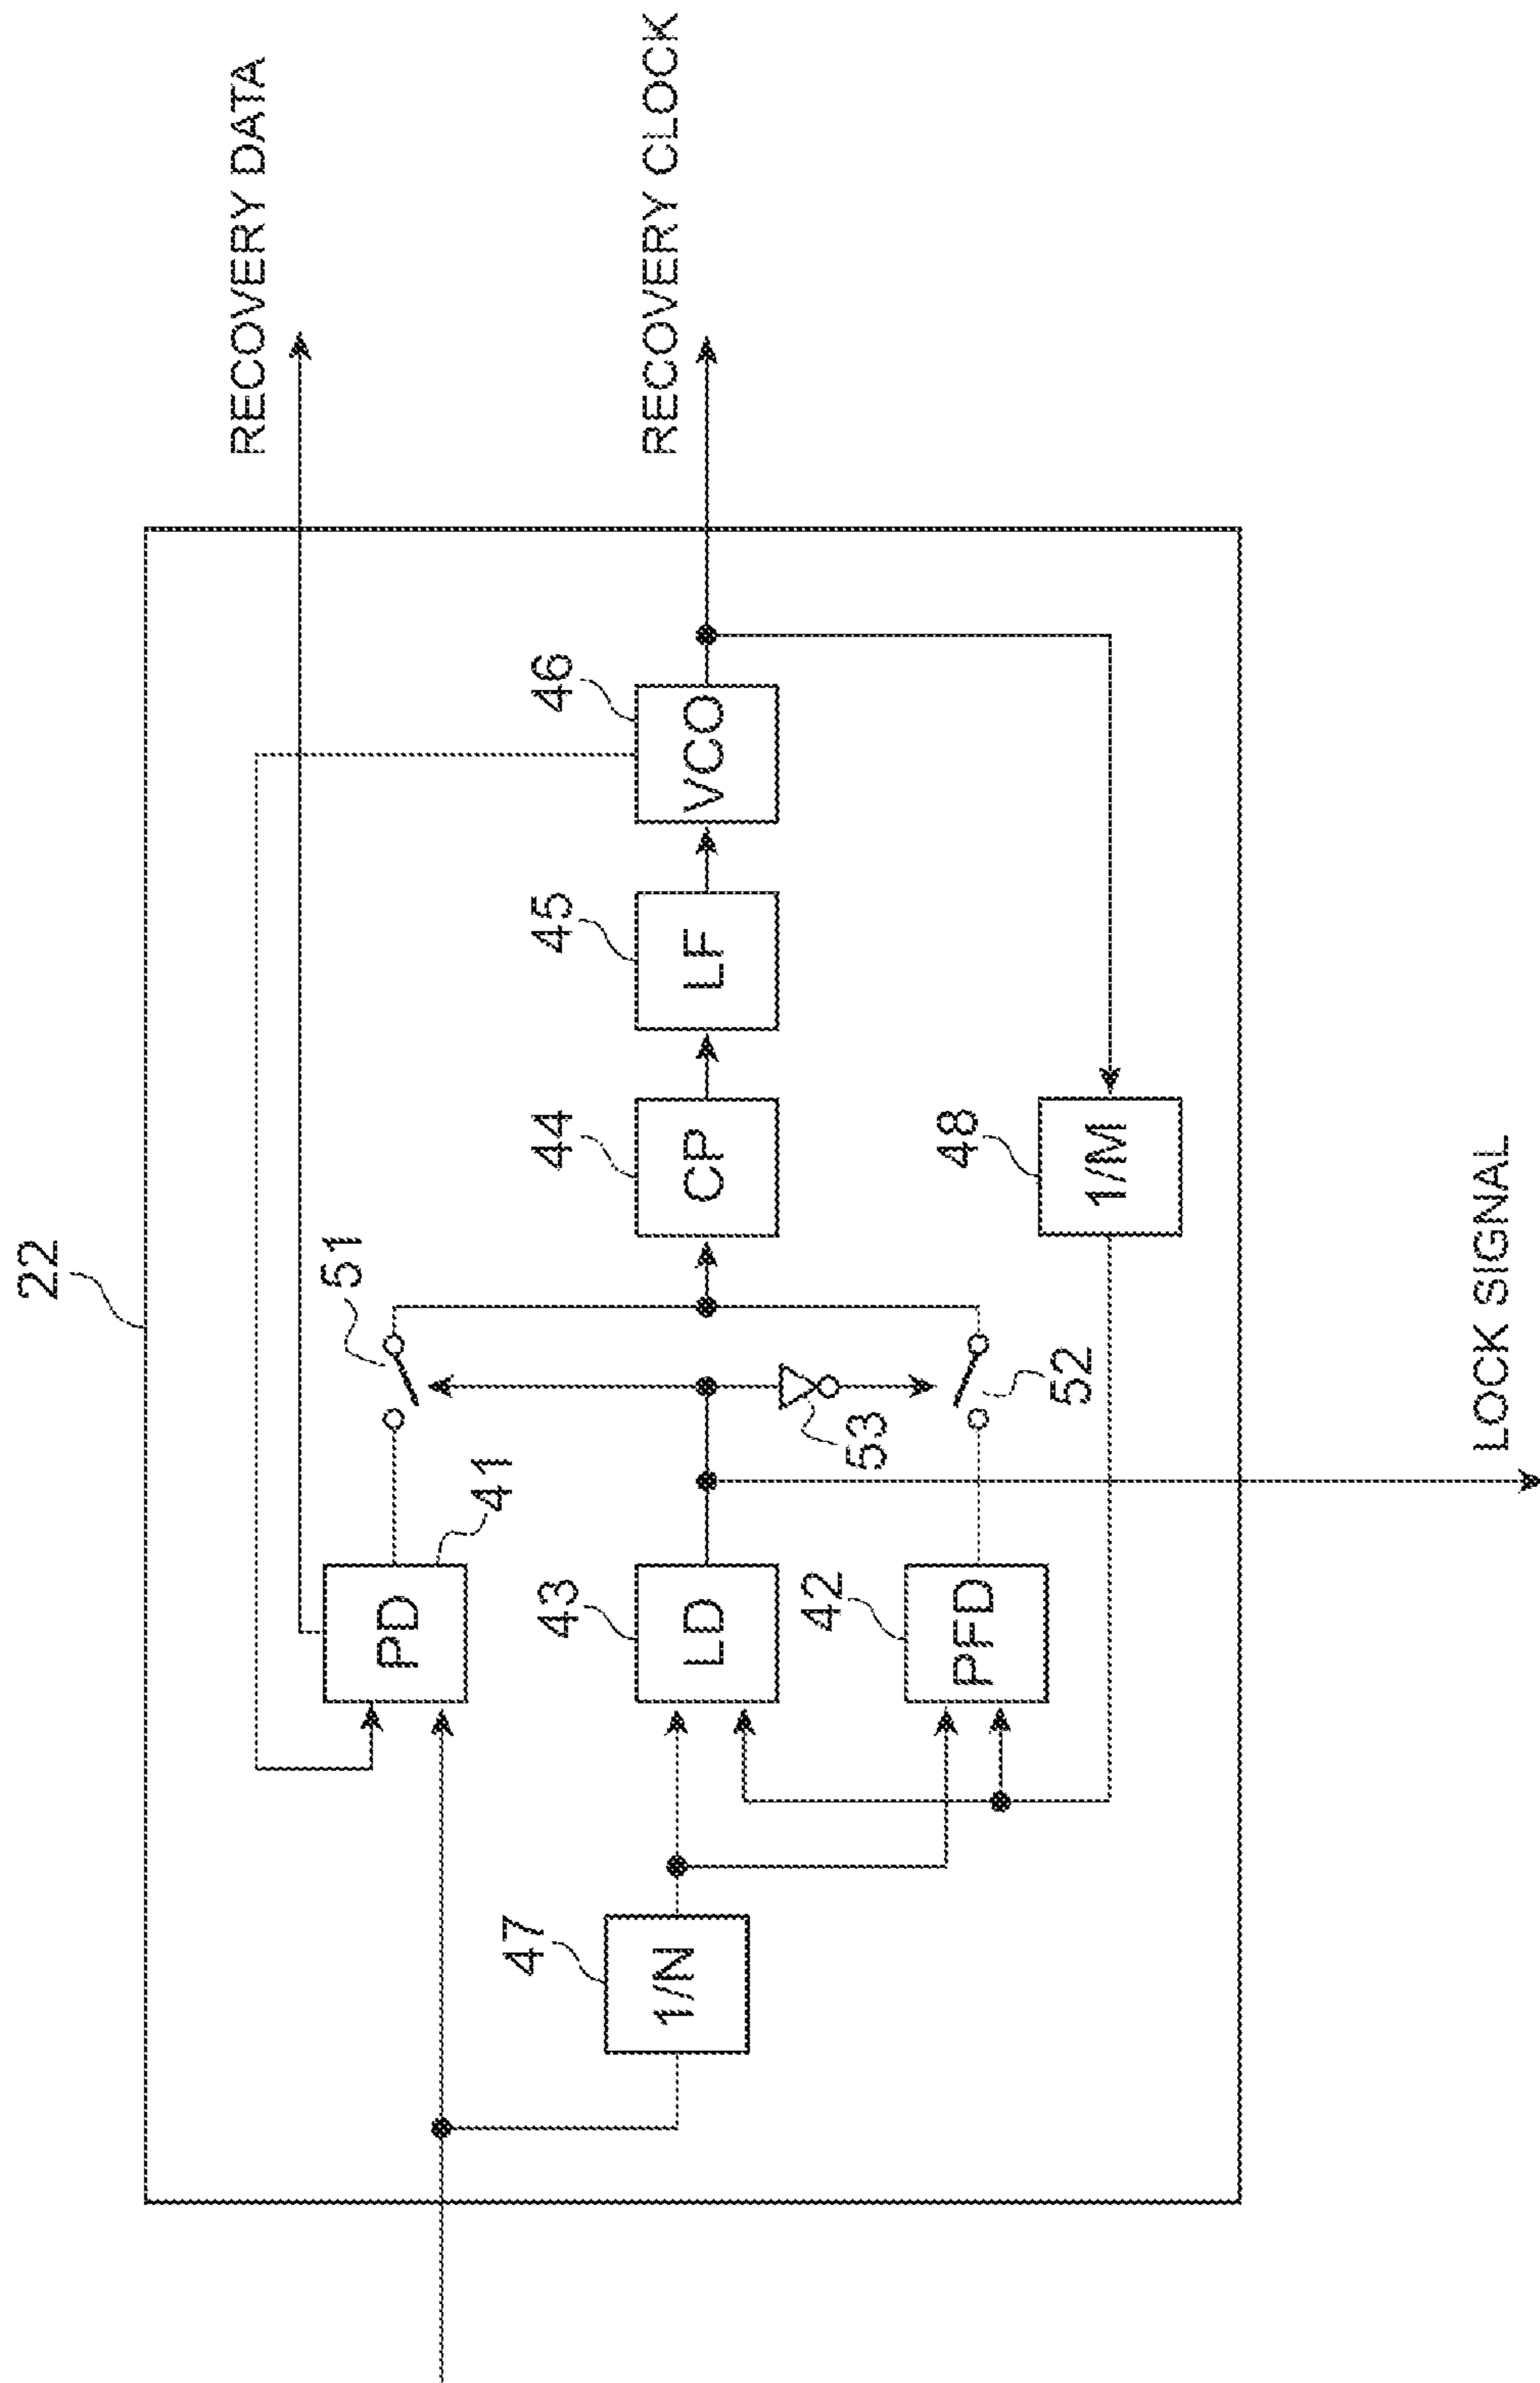 22
RECOVERY DATA
RECOVERY CLOCK
51
41
PD
46
VCO
45
LF
44
CP
43
LD
53
52
42
PFD
47
1/N
48
1/M
LOCK SIGNAL